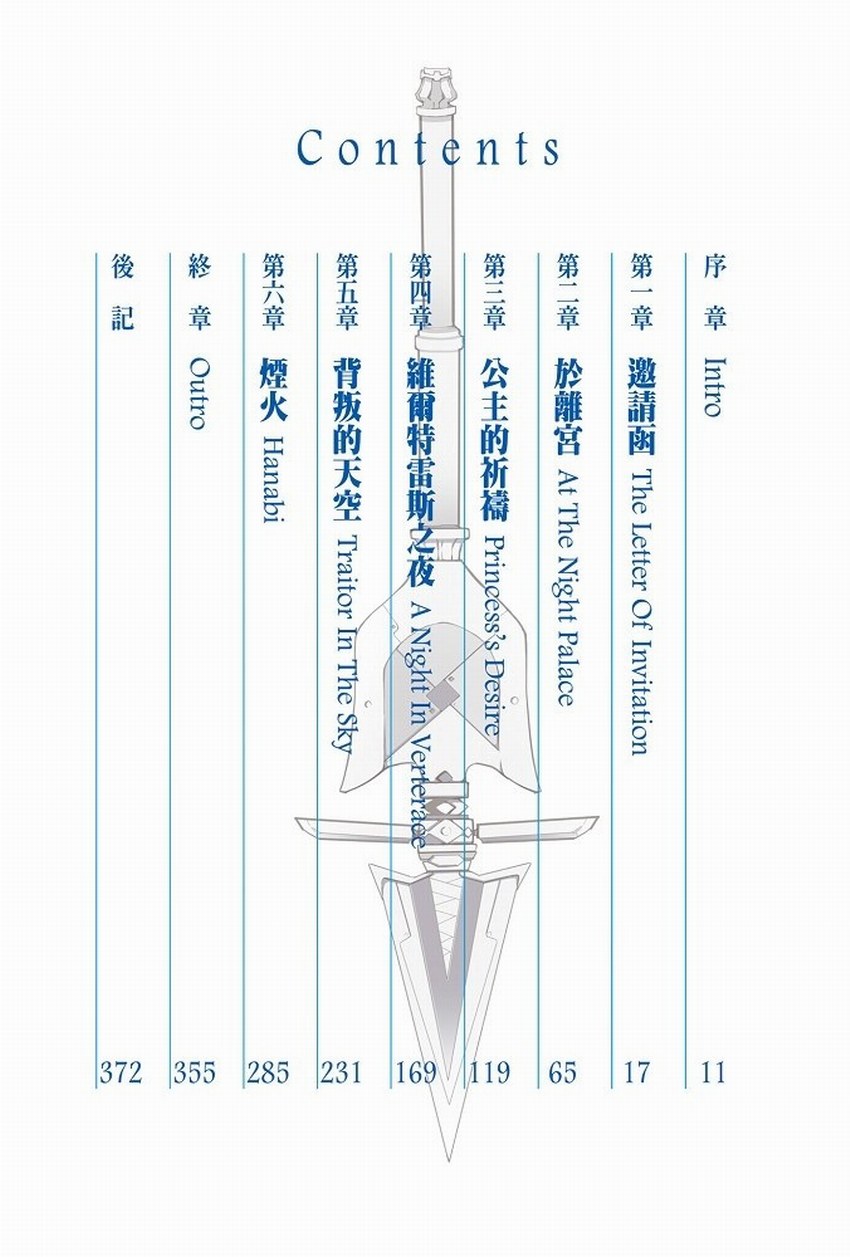 Contents
序章 Intro 11
第一章 邀請函 The Letter Of Invitation 17
第二章 於離宮 At The Night Palace 65
第三章 公主的祈禱 Princess's Desire 119
第四章 維爾特雷斯之夜 A Night In Verterace 169
第五章 背叛的天空 Traitor In The Sky 231
第六章 煙火 Hanabi 285
終章 Outro 355
後記 372